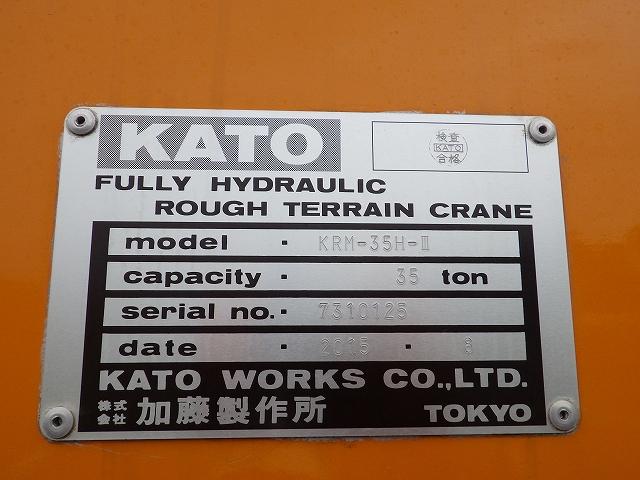 KATO
検査
KATO
合格
FULLY HYDRAULIC
ROUGH TERRAIN CRANE
model · KRM-35H-Ⅱ
capacity · 35 ton
serial no. · 7310125
date · 2015 · 8
KATO WORKS CO.,LTD.
株式会社 加藤製作所 TOKYO